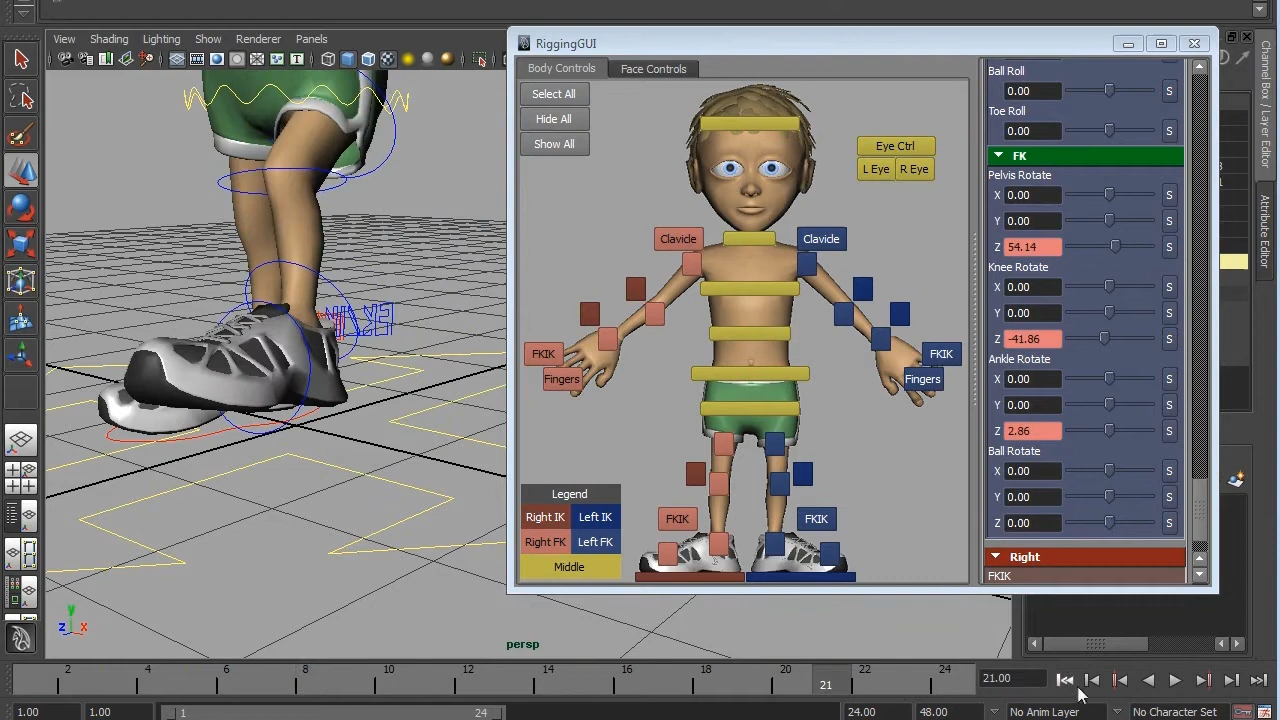 RiggingGUI
View Shading Lighting Show Renderer Panels
Body Controls Face Controls
Select All
Hide All
Show All
Eye Ctrl
L Eye R Eye
Clavicle Clavicle
FKIK FKIK
Fingers Fingers
FKIK FKIK
Legend
Right IK Left IK
Right FK Left FK
Middle
Ball Roll
0.00 S
Toe Roll
0.00 S
FK
Pelvis Rotate
X 0.00 S
Y 0.00 S
Z 54.14 S
Knee Rotate
X 0.00 S
Y 0.00 S
Z -41.86 S
Ankle Rotate
X 0.00 S
Y 0.00 S
Z 2.86 S
Ball Rotate
X 0.00 S
Y 0.00 S
Z 0.00 S
Right
FKIK
Channel Box / Layer Editor
Attribute Editor
y
z x
persp
2 4 6 8 10 12 14 16 18 20 21 22 24
21.00
1.00 1.00 1 24 24.00 48.00 No Anim Layer No Character Set